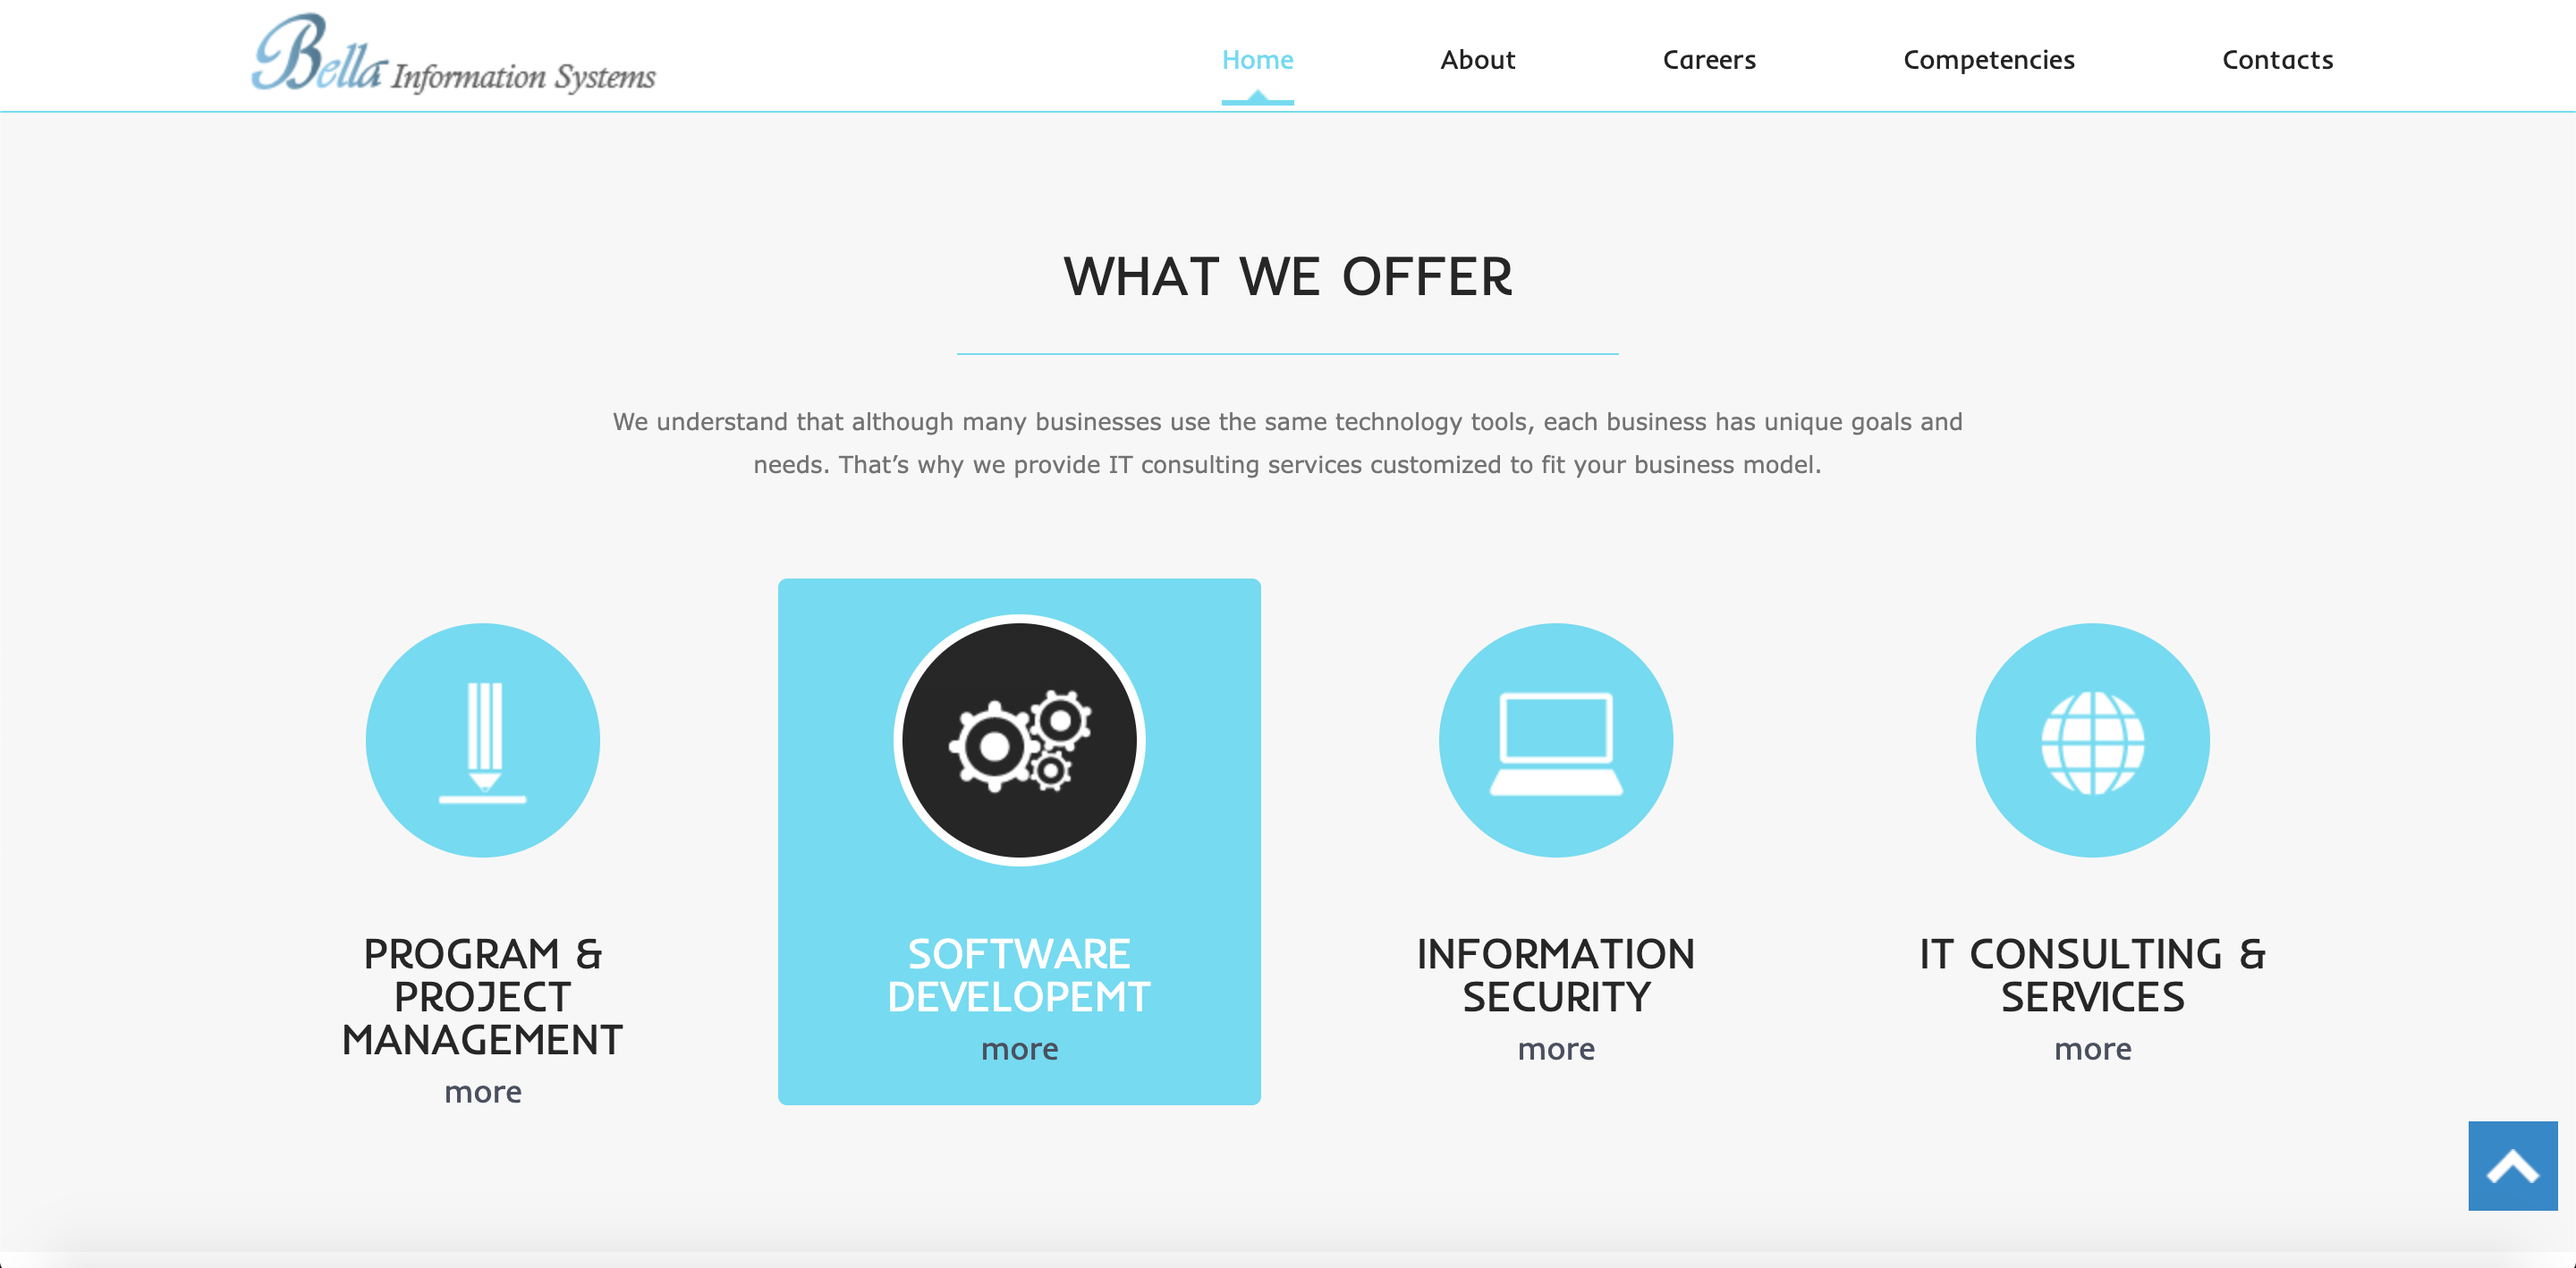 Bella Information Systems
Home About Careers Competencies Contacts
WHAT WE OFFER
We understand that although many businesses use the same technology tools, each business has unique goals and
needs. That’s why we provide IT consulting services customized to fit your business model.
PROGRAM &
PROJECT
MANAGEMENT
more
SOFTWARE
DEVELOPEMT
more
INFORMATION
SECURITY
more
IT CONSULTING &
SERVICES
more